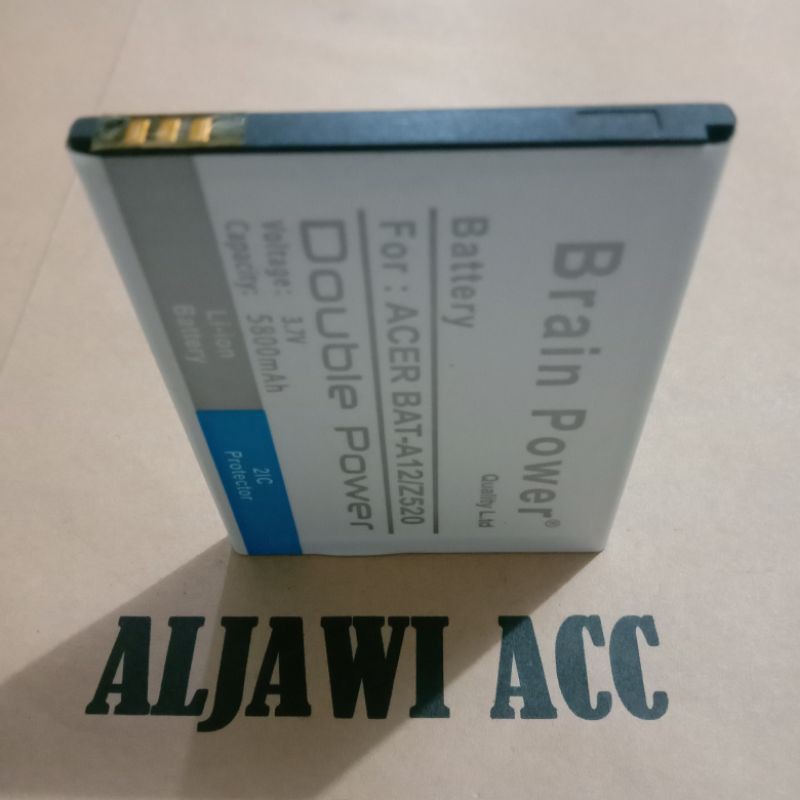 Brain Power®
Battery
Quality Ltd
For : ACER BAT-A12/Z520
Double Power
Voltage: 3.7V
Capacity: 5800mAh
Li-ion
Battery
2IC
Protector
ALJAWI ACC